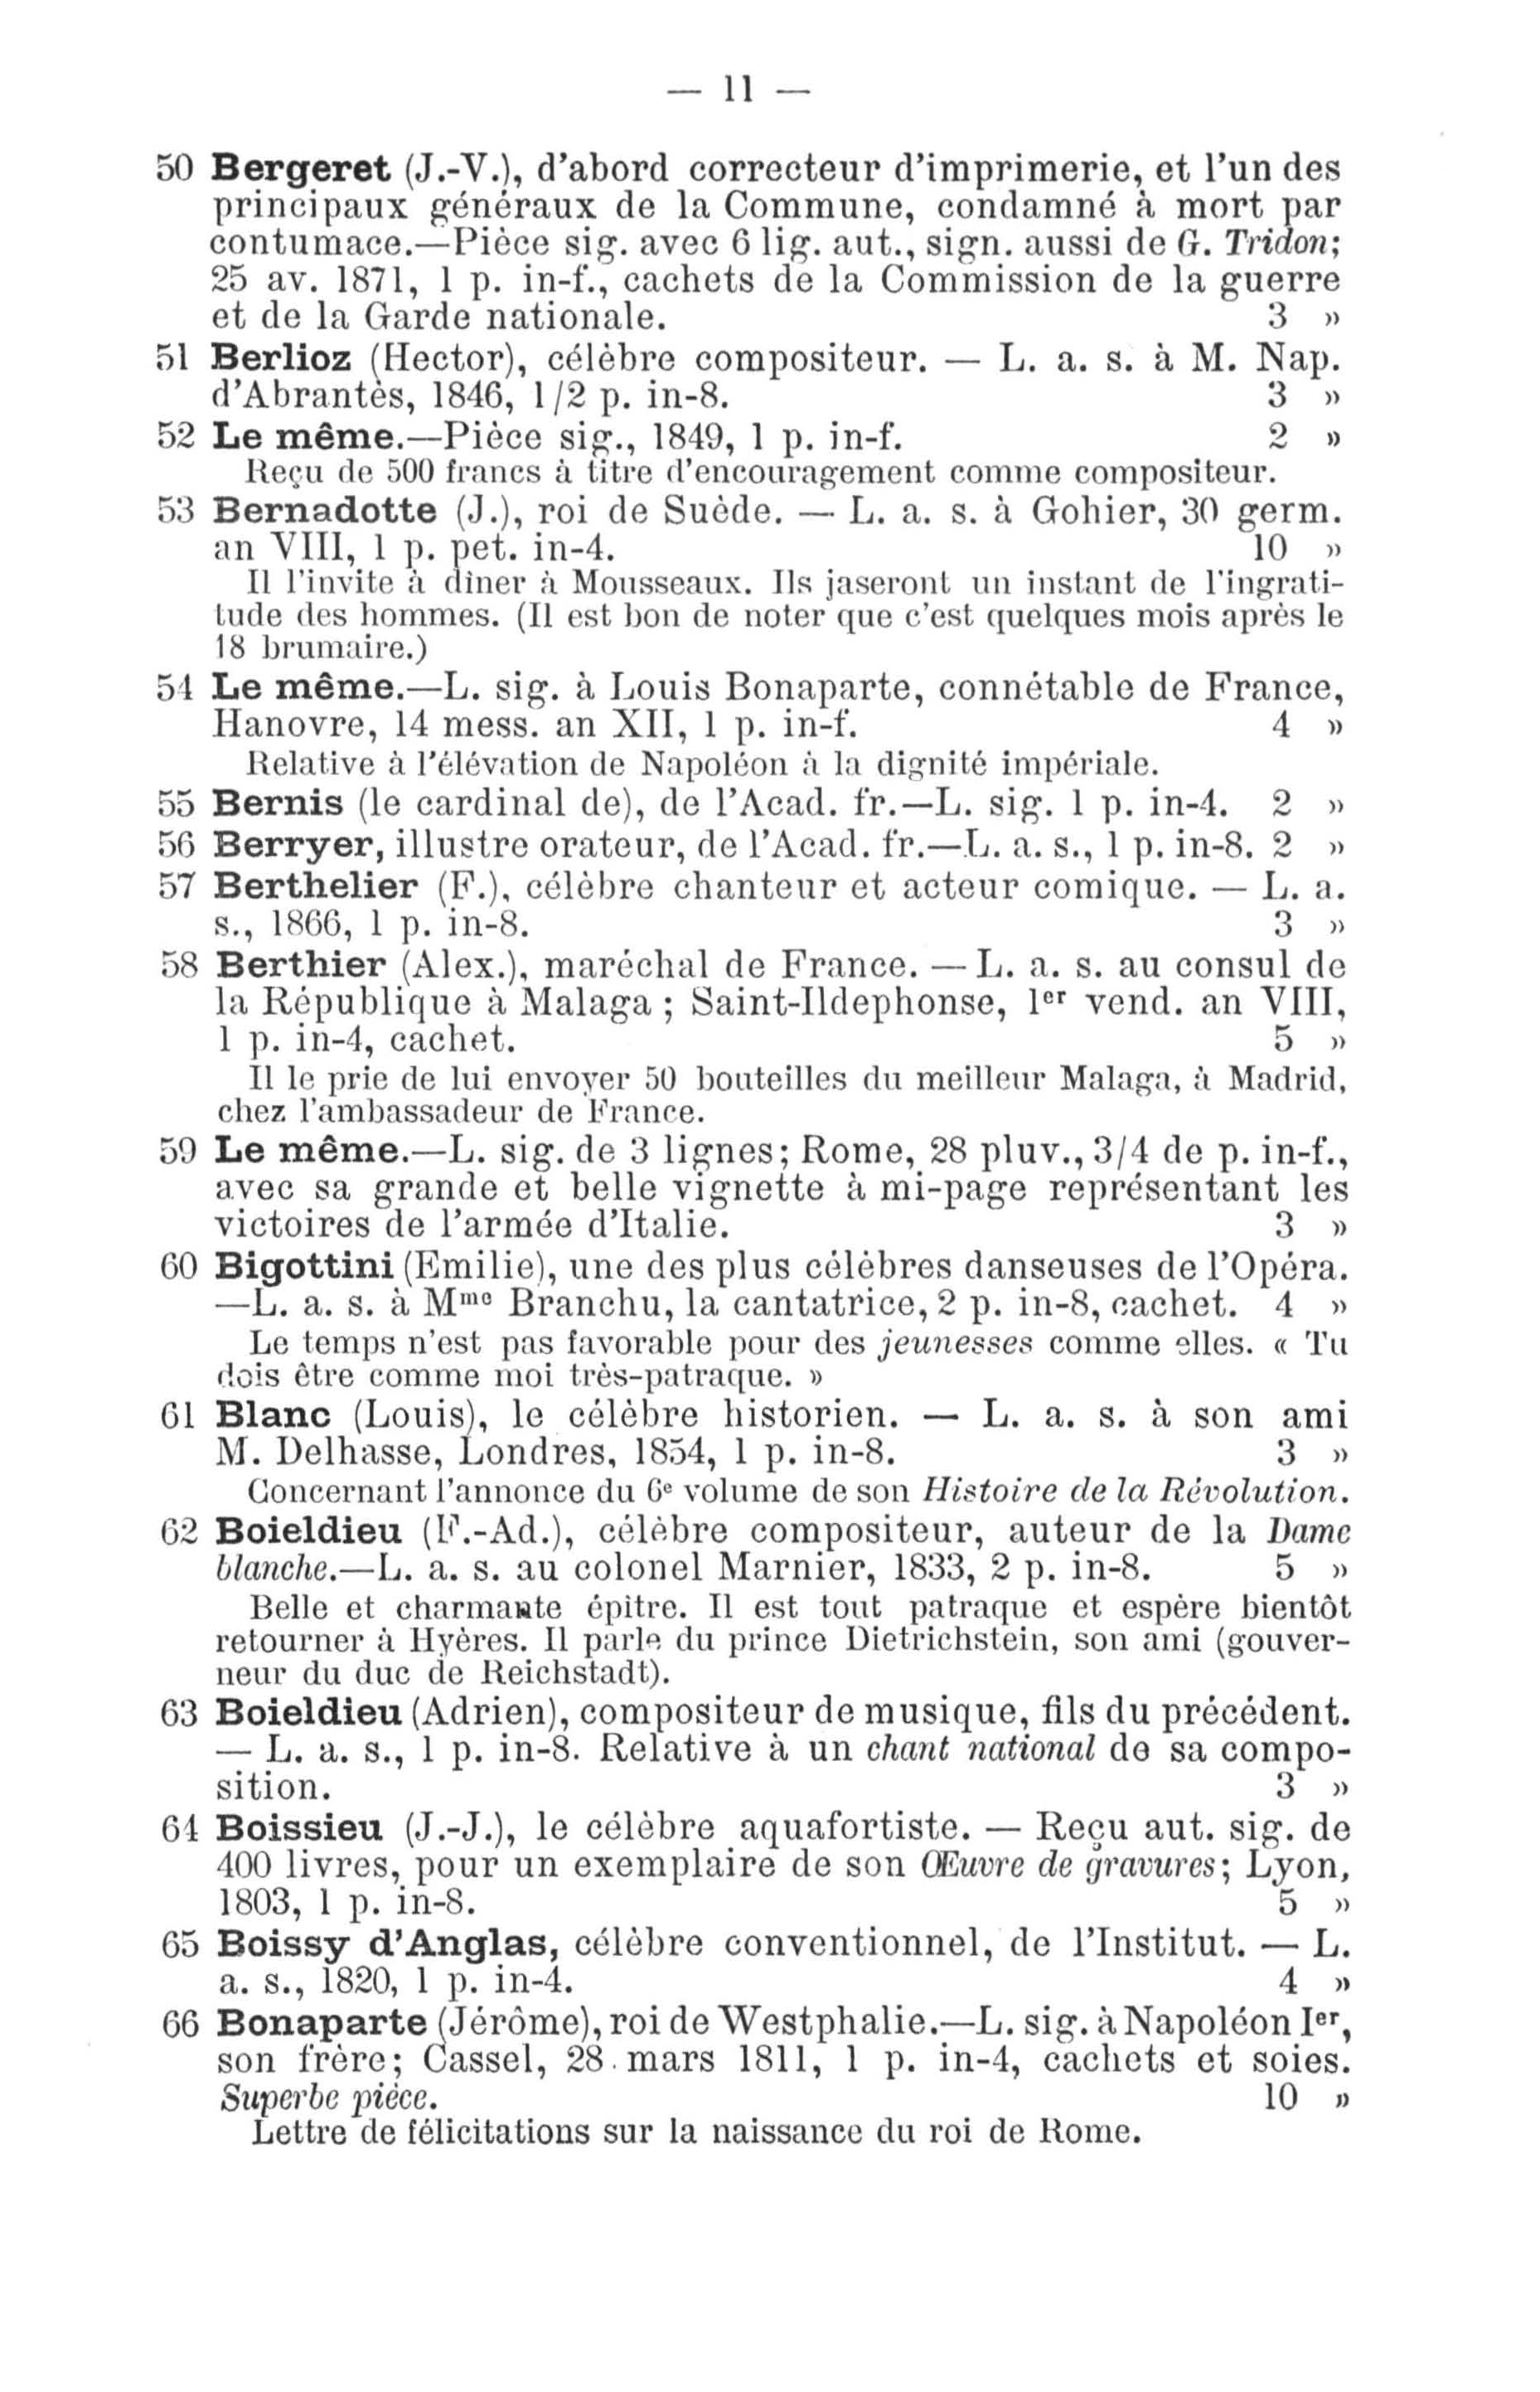 — 11 —
50 Bergeret (J.-V.), d'abord correcteur d'imprimerie, et l'un des
principaux généraux de la Commune, condamné à mort par
contumace.—Pièce sig. avec 6 lig. aut., sign. aussi de G. Tridon;
25 av. 1871, 1 p. in-f., cachets de la Commission de la guerre
et de la Garde nationale. 3 »
51 Berlioz (Hector), célèbre compositeur. — L. a. s. à M. Nap.
d'Abrantès, 1846, 1/2 p. in-8. 3 »
52 Le même.—Pièce sig., 1849, 1 p. in-f. 2 »
Reçu de 500 francs à titre d'encouragement comme compositeur.
53 Bernadotte (J.), roi de Suède. — L. a. s. à Gohier, 30 germ.
an VIII, 1 p. pet. in-4. 10 »
Il l'invite à dîner à Mousseaux. Ils jaseront un instant de l'ingrati-
tude des hommes. (Il est bon de noter que c'est quelques mois après le
18 brumaire.)
54 Le même.—L. sig. à Louis Bonaparte, connétable de France,
Hanovre, 14 mess. an XII, 1 p. in-f. 4 »
Relative à l'élévation de Napoléon à la dignité impériale.
55 Bernis (le cardinal de), de l'Acad. fr.—L. sig. 1 p. in-4. 2 »
56 Berryer, illustre orateur, de l'Acad. fr.—L. a. s., 1 p. in-8. 2 »
57 Berthelier (F.), célèbre chanteur et acteur comique. — L. a.
s., 1866, 1 p. in-8. 3 »
58 Berthier (Alex.), maréchal de France. — L. a. s. au consul de
la République à Malaga ; Saint-Ildephonse, 1er vend. an VIII,
1 p. in-4, cachet. 5 »
Il le prie de lui envoyer 50 bouteilles du meilleur Malaga, à Madrid,
chez l'ambassadeur de France.
59 Le même.—L. sig. de 3 lignes; Rome, 28 pluv., 3/4 de p. in-f.,
avec sa grande et belle vignette à mi-page représentant les
victoires de l'armée d'Italie. 3 »
60 Bigottini (Emilie), une des plus célèbres danseuses de l'Opéra.
—L. a. s. à Mme Branchu, la cantatrice, 2 p. in-8, cachet. 4 »
Le temps n'est pas favorable pour des jeunesses comme elles. « Tu
dois être comme moi très-patraque. »
61 Blanc (Louis), le célèbre historien. — L. a. s. à son ami
M. Delhasse, Londres, 1854, 1 p. in-8. 3 »
Concernant l'annonce du 6e volume de son Histoire de la Révolution.
62 Boieldieu (F.-Ad.), célèbre compositeur, auteur de la Dame
blanche.—L. a. s. au colonel Marnier, 1833, 2 p. in-8. 5 »
Belle et charmante épitre. Il est tout patraque et espère bientôt
retourner à Hyères. Il parle du prince Dietrichstein, son ami (gouver-
neur du duc de Reichstadt).
63 Boieldieu (Adrien), compositeur de musique, fils du précédent.
— L. a. s., 1 p. in-8. Relative à un chant national de sa compo-
sition. 3 »
64 Boissieu (J.-J.), le célèbre aquafortiste. — Reçu aut. sig. de
400 livres, pour un exemplaire de son Œuvre de gravures; Lyon,
1803, 1 p. in-8. 5 »
65 Boissy d'Anglas, célèbre conventionnel, de l'Institut. — L.
a. s., 1820, 1 p. in-4. 4 »
66 Bonaparte (Jérôme), roi de Westphalie.—L. sig. à Napoléon Ier,
son frère; Cassel, 28 mars 1811, 1 p. in-4, cachets et soies.
Superbe pièce. 10 »
Lettre de félicitations sur la naissance du roi de Rome.